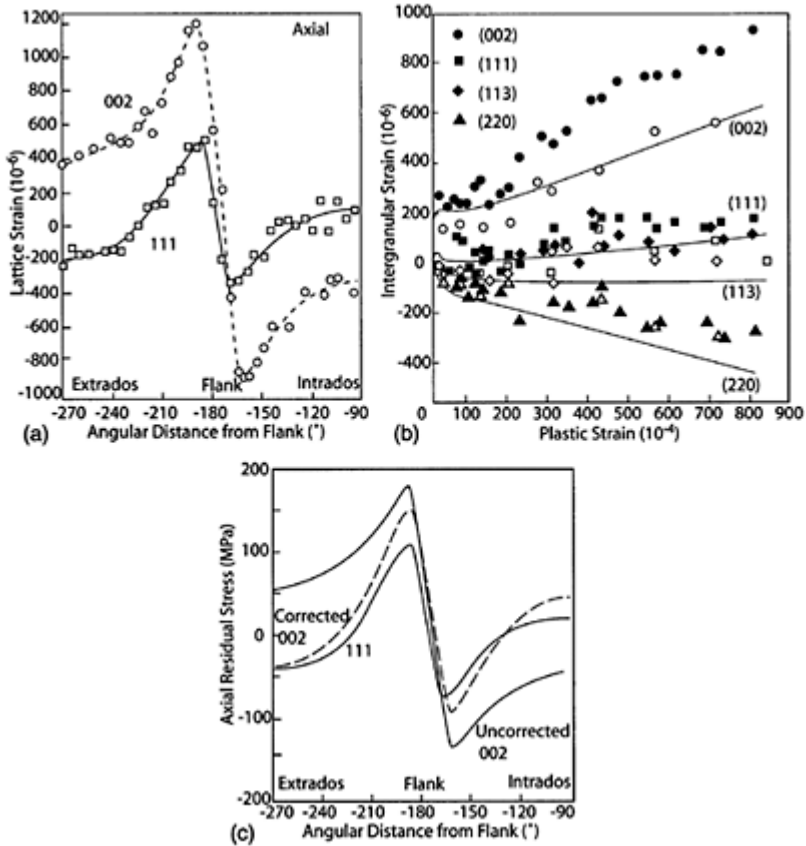 1200
1000
800
600
400
200
0
-200
-400
-600
-800
-1000
Lattice Strain (10⁻⁶)
Axial
002
111
Extrados Flank Intrados
-270 -210 -180 -150 -120 -90
Angular Distance from Flank (°)
(a)
1000
800
600
400
200
0
-200
-400
Intergranular Strain (10⁻⁶)
(002)
(111)
(113)
(220)
(002)
(111)
(113)
(220)
0 100 200 300 400 500 600 700 800 900
Plastic Strain (10⁻⁴)
(b)
200
100
0
-100
-200
Axial Residual Stress (MPa)
Corrected
002
111
Uncorrected
002
Extrados Flank Intrados
-270 -240 -210 -180 -150 -120 -90
Angular Distance from Flank (°)
(c)